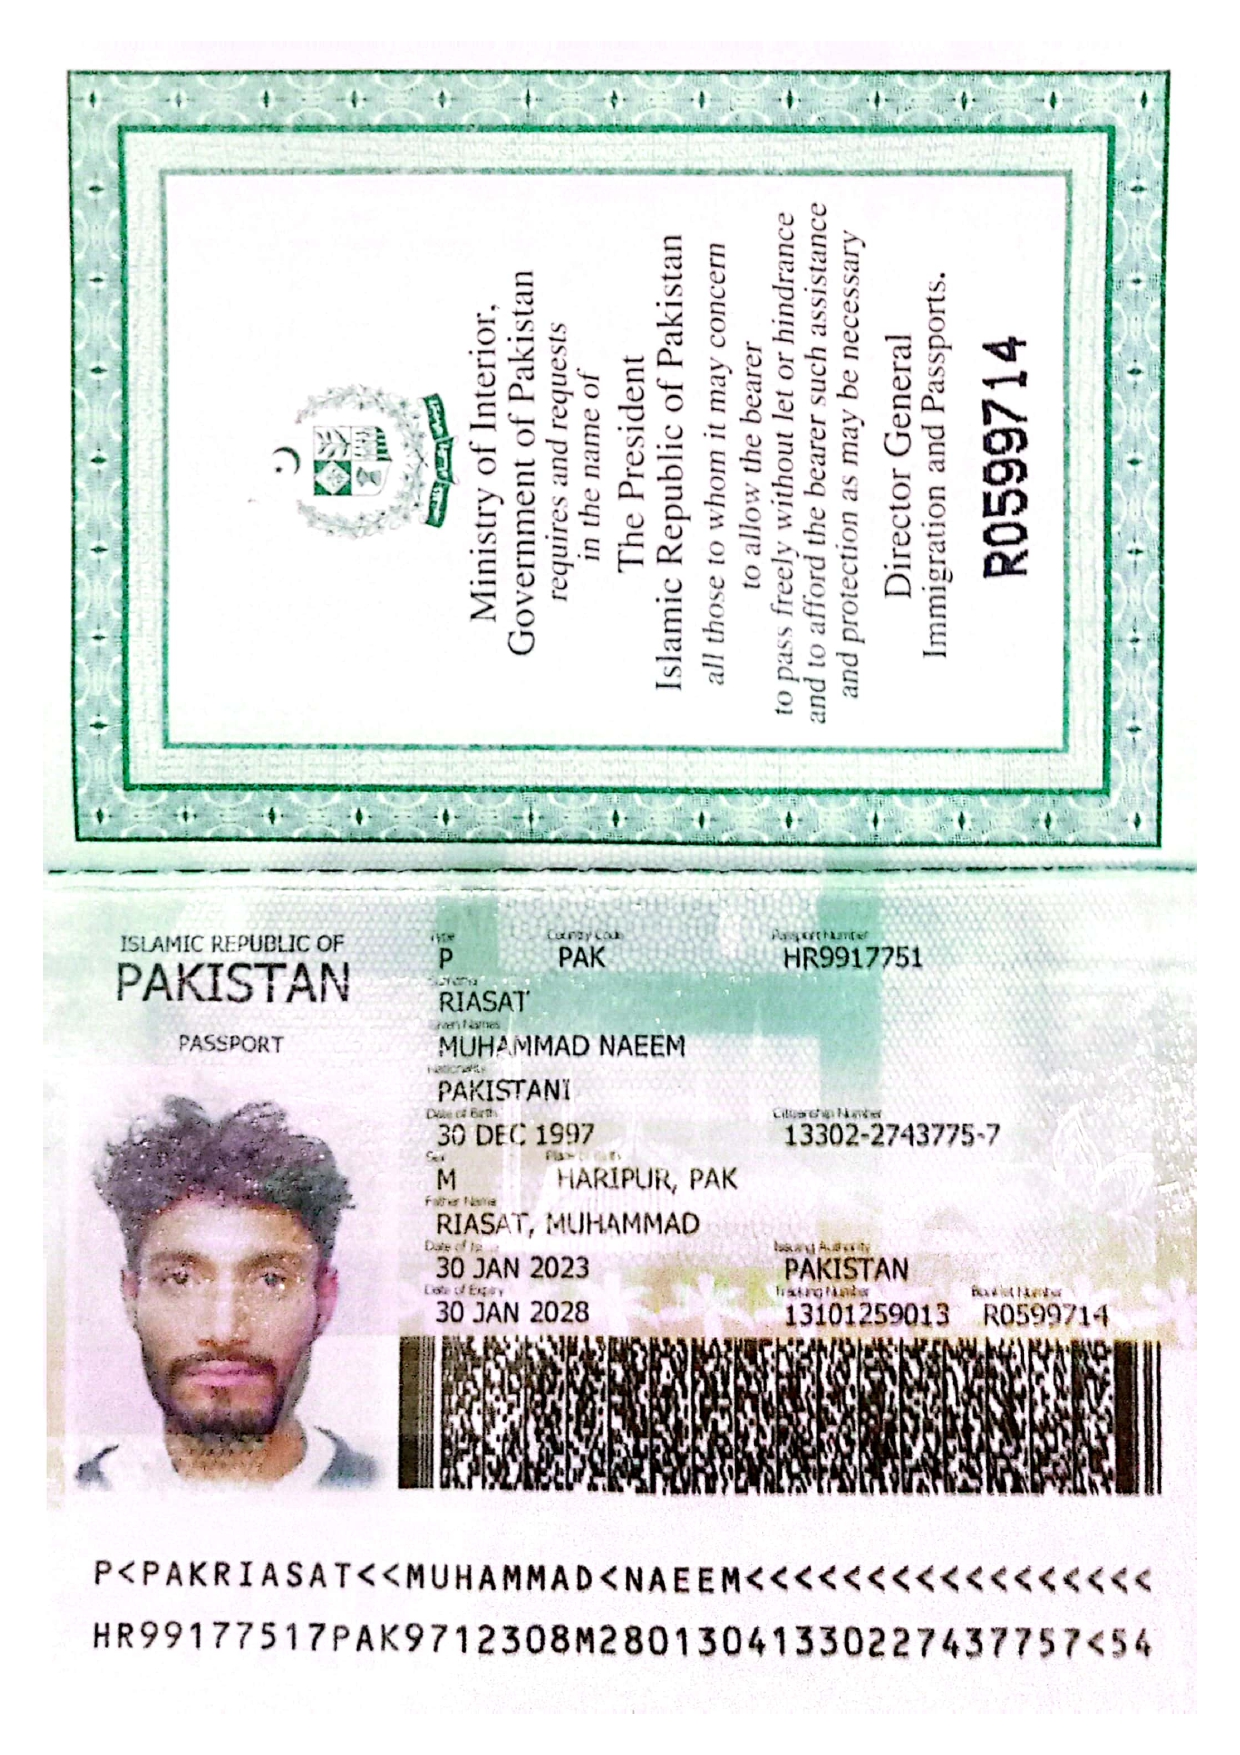 Ministry of Interior,
Government of Pakistan
requires and requests
in the name of
The President
Islamic Republic of Pakistan
all those to whom it may concern
to allow the bearer
to pass freely without let or hindrance
and to afford the bearer such assistance
and protection as may be necessary
Director General
Immigration and Passports.
R0599714
ISLAMIC REPUBLIC OF
PAKISTAN
PASSPORT
Type Country Code Passport Number
P PAK HR9917751
Surname
RIASAT
Given Names
MUHAMMAD NAEEM
Nationality
PAKISTANI
Date of Birth Citizenship Number
30 DEC 1997 13302-2743775-7
Sex Place of Birth
M HARIPUR, PAK
Father Name
RIASAT, MUHAMMAD
Date of Issue Issuing Authority
30 JAN 2023 PAKISTAN
Date of Expiry Tracking Number Booklet Number
30 JAN 2028 13101259013 R0599714
P<PAKRIASAT<<MUHAMMAD<NAEEM<<<<<<<<<<<<<<<<<
HR99177517PAK9712308M2801304133022743​7757<54